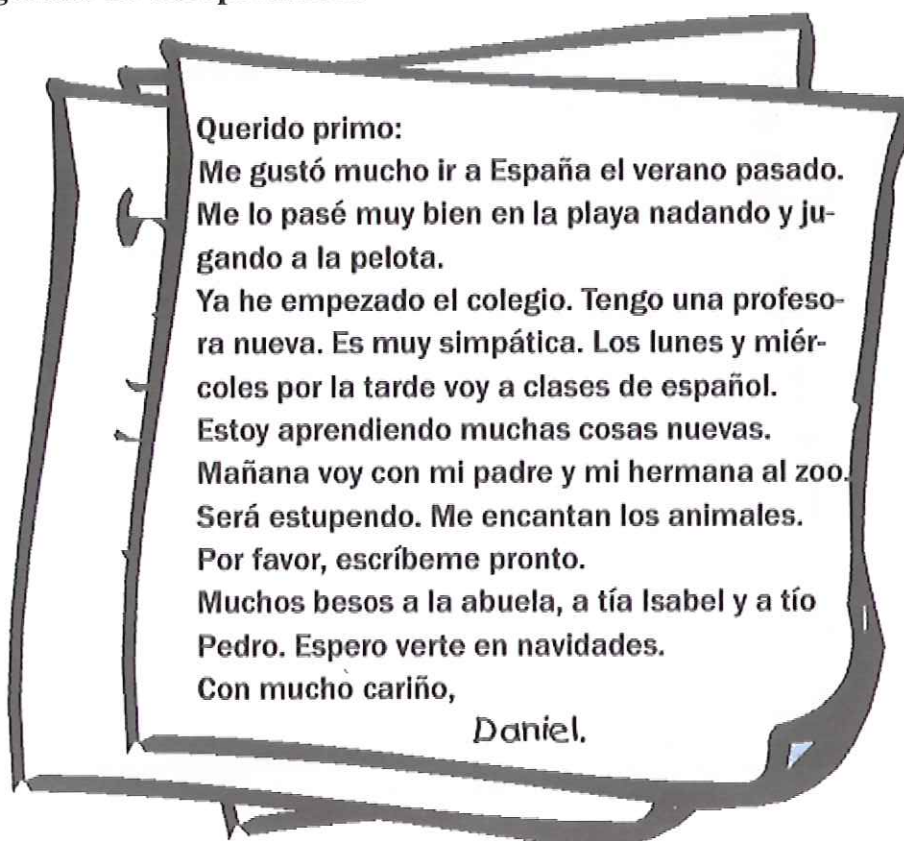 Querido primo:
Me gustó mucho ir a España el verano pasado.
Me lo pasé muy bien en la playa nadando y ju-
gando a la pelota.
Ya he empezado el colegio. Tengo una profeso-
ra nueva. Es muy simpática. Los lunes y miér-
coles por la tarde voy a clases de español.
Estoy aprendiendo muchas cosas nuevas.
Mañana voy con mi padre y mi hermana al zoo.
Será estupendo. Me encantan los animales.
Por favor, escríbeme pronto.
Muchos besos a la abuela, a tía Isabel y a tío
Pedro. Espero verte en navidades.
Con mucho cariño,
Daniel.